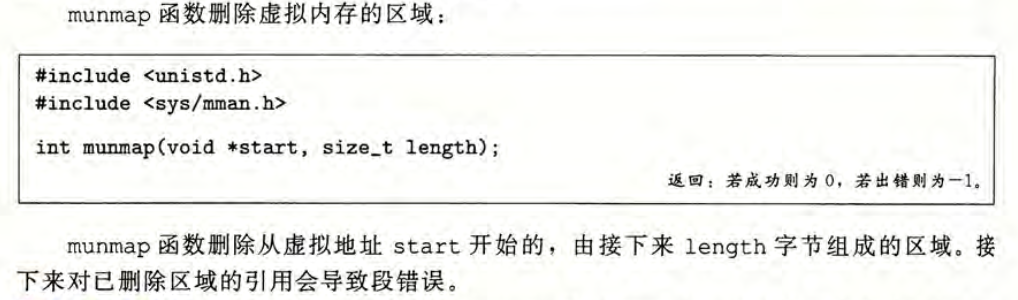 munmap 函数删除虚拟内存的区域：
#include <unistd.h>
#include <sys/mman.h>
int munmap(void *start, size_t length);
返回：若成功则为 0，若出错则为－1。
munmap 函数删除从虚拟地址 start 开始的，由接下来 length 字节组成的区域。接
下来对已删除区域的引用会导致段错误。